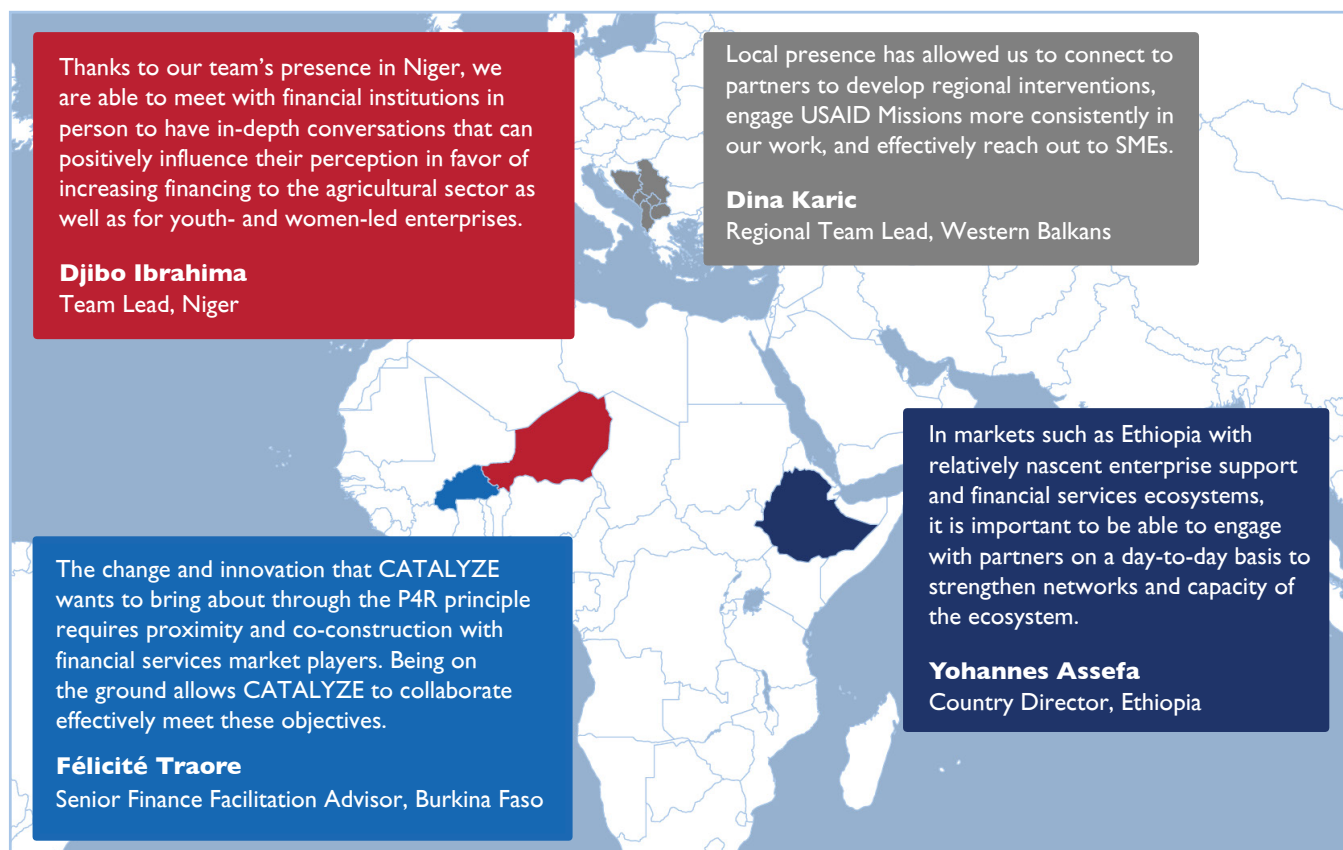 Thanks to our team's presence in Niger, we
are able to meet with financial institutions in
person to have in-depth conversations that can
positively influence their perception in favor of
increasing financing to the agricultural sector as
well as for youth- and women-led enterprises.
Djibo Ibrahima
Team Lead, Niger
Local presence has allowed us to connect to
partners to develop regional interventions,
engage USAID Missions more consistently in
our work, and effectively reach out to SMEs.
Dina Karic
Regional Team Lead, Western Balkans
The change and innovation that CATALYZE
wants to bring about through the P4R principle
requires proximity and co-construction with
financial services market players. Being on
the ground allows CATALYZE to collaborate
effectively meet these objectives.
Félicité Traore
Senior Finance Facilitation Advisor, Burkina Faso
In markets such as Ethiopia with
relatively nascent enterprise support
and financial services ecosystems,
it is important to be able to engage
with partners on a day-to-day basis to
strengthen networks and capacity of
the ecosystem.
Yohannes Assefa
Country Director, Ethiopia